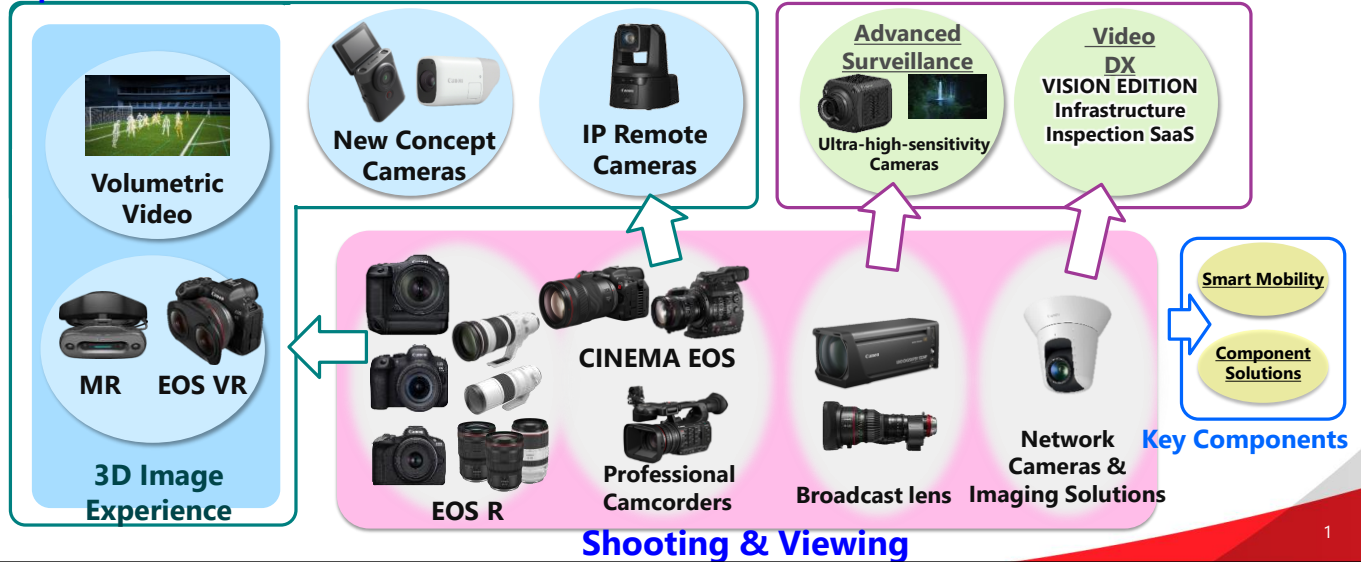 Volumetric
Video
MR
EOS VR
3D Image
Experience
New Concept
Cameras
IP Remote
Cameras
Advanced
Surveillance
Ultra-high-sensitivity
Cameras
Video
DX
VISION EDITION
Infrastructure
Inspection SaaS
EOS R
CINEMA EOS
Professional
Camcorders
Broadcast lens
Network
Cameras &
Imaging Solutions
Shooting & Viewing
Smart Mobility
Component
Solutions
Key Components
1